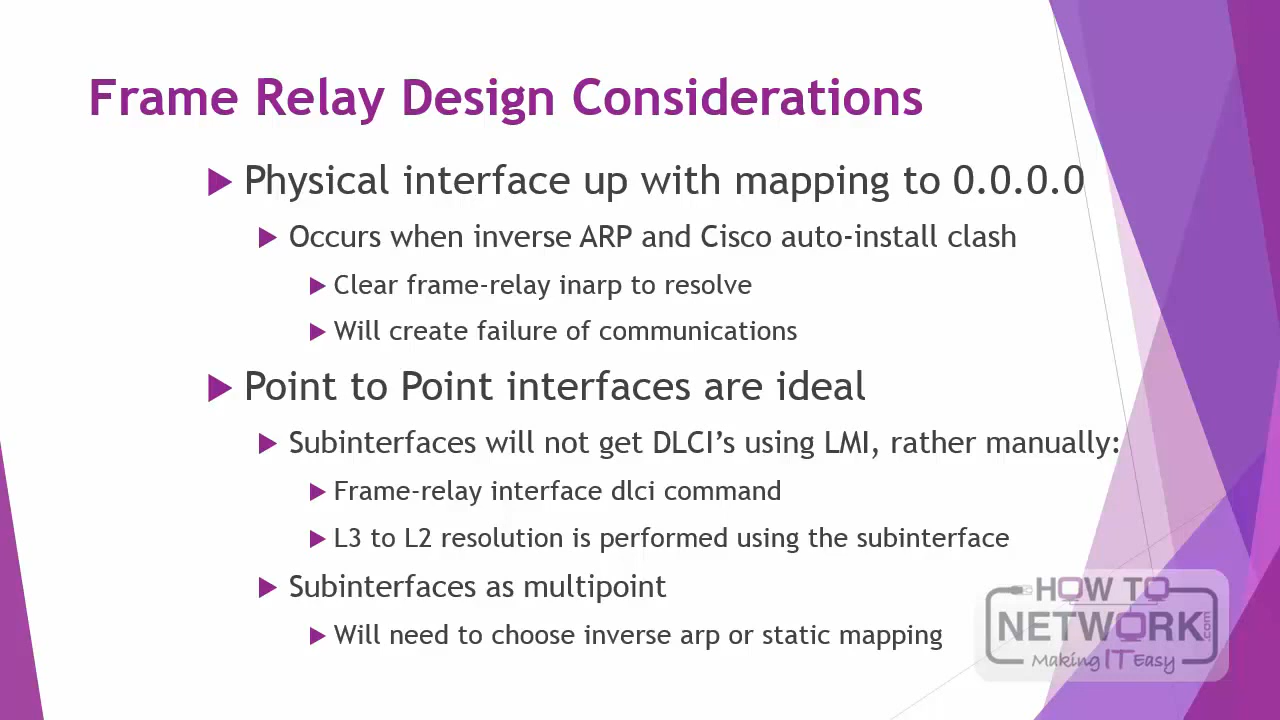 Frame Relay Design Considerations
Physical interface up with mapping to 0.0.0.0
Occurs when inverse ARP and Cisco auto-install clash
Clear frame-relay inarp to resolve
Will create failure of communications
Point to Point interfaces are ideal
Subinterfaces will not get DLCI’s using LMI, rather manually:
Frame-relay interface dlci command
L3 to L2 resolution is performed using the subinterface
Subinterfaces as multipoint
Will need to choose inverse arp or static mapping
HOW TO
NETWORK.com
Making IT Easy